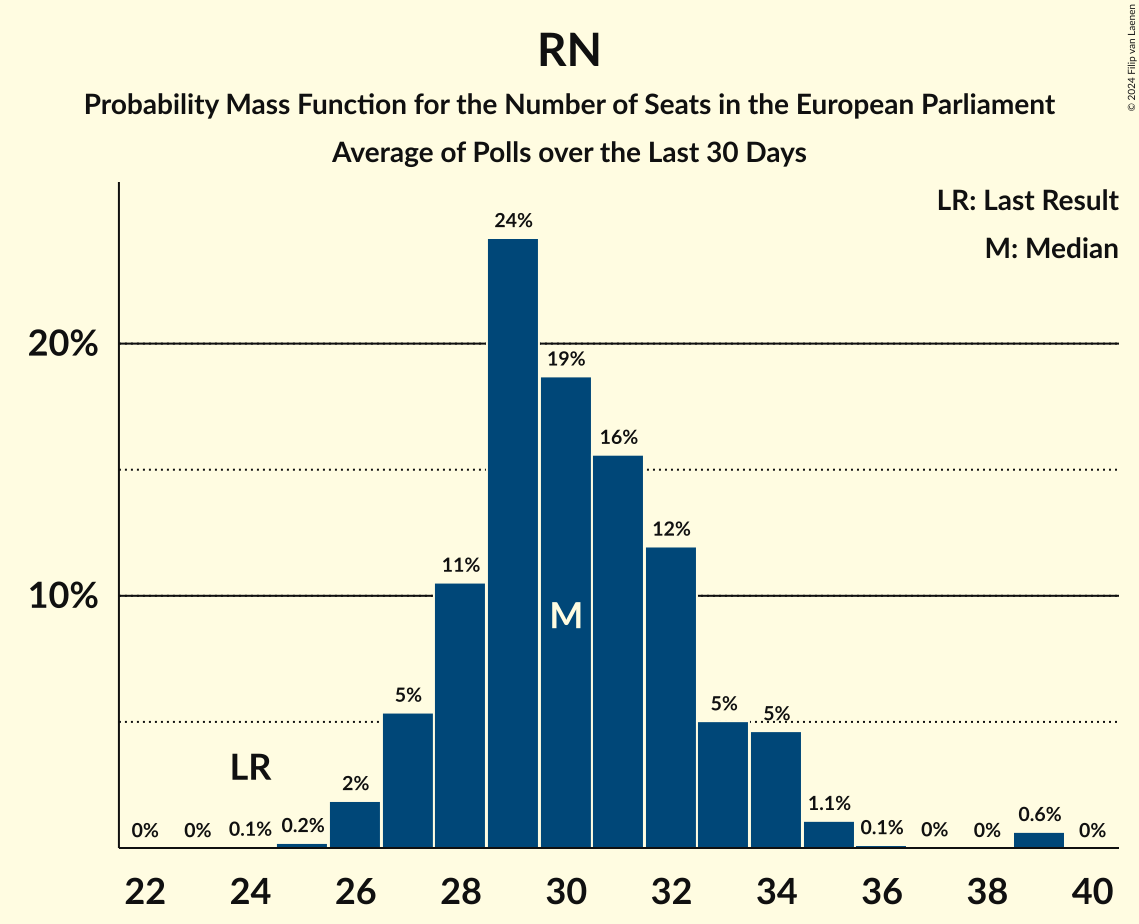 RN
Probability Mass Function for the Number of Seats in the European Parliament
Average of Polls over the Last 30 Days
© 2024 Filip van Laenen
LR: Last Result
M: Median
20%
10%
0% 0% 0.1% 0.2% 2% 5% 11% 24% 19% 16% 12% 5% 5% 1.1% 0.1% 0% 0% 0.6% 0%
LR
M
22 24 26 28 30 32 34 36 38 40